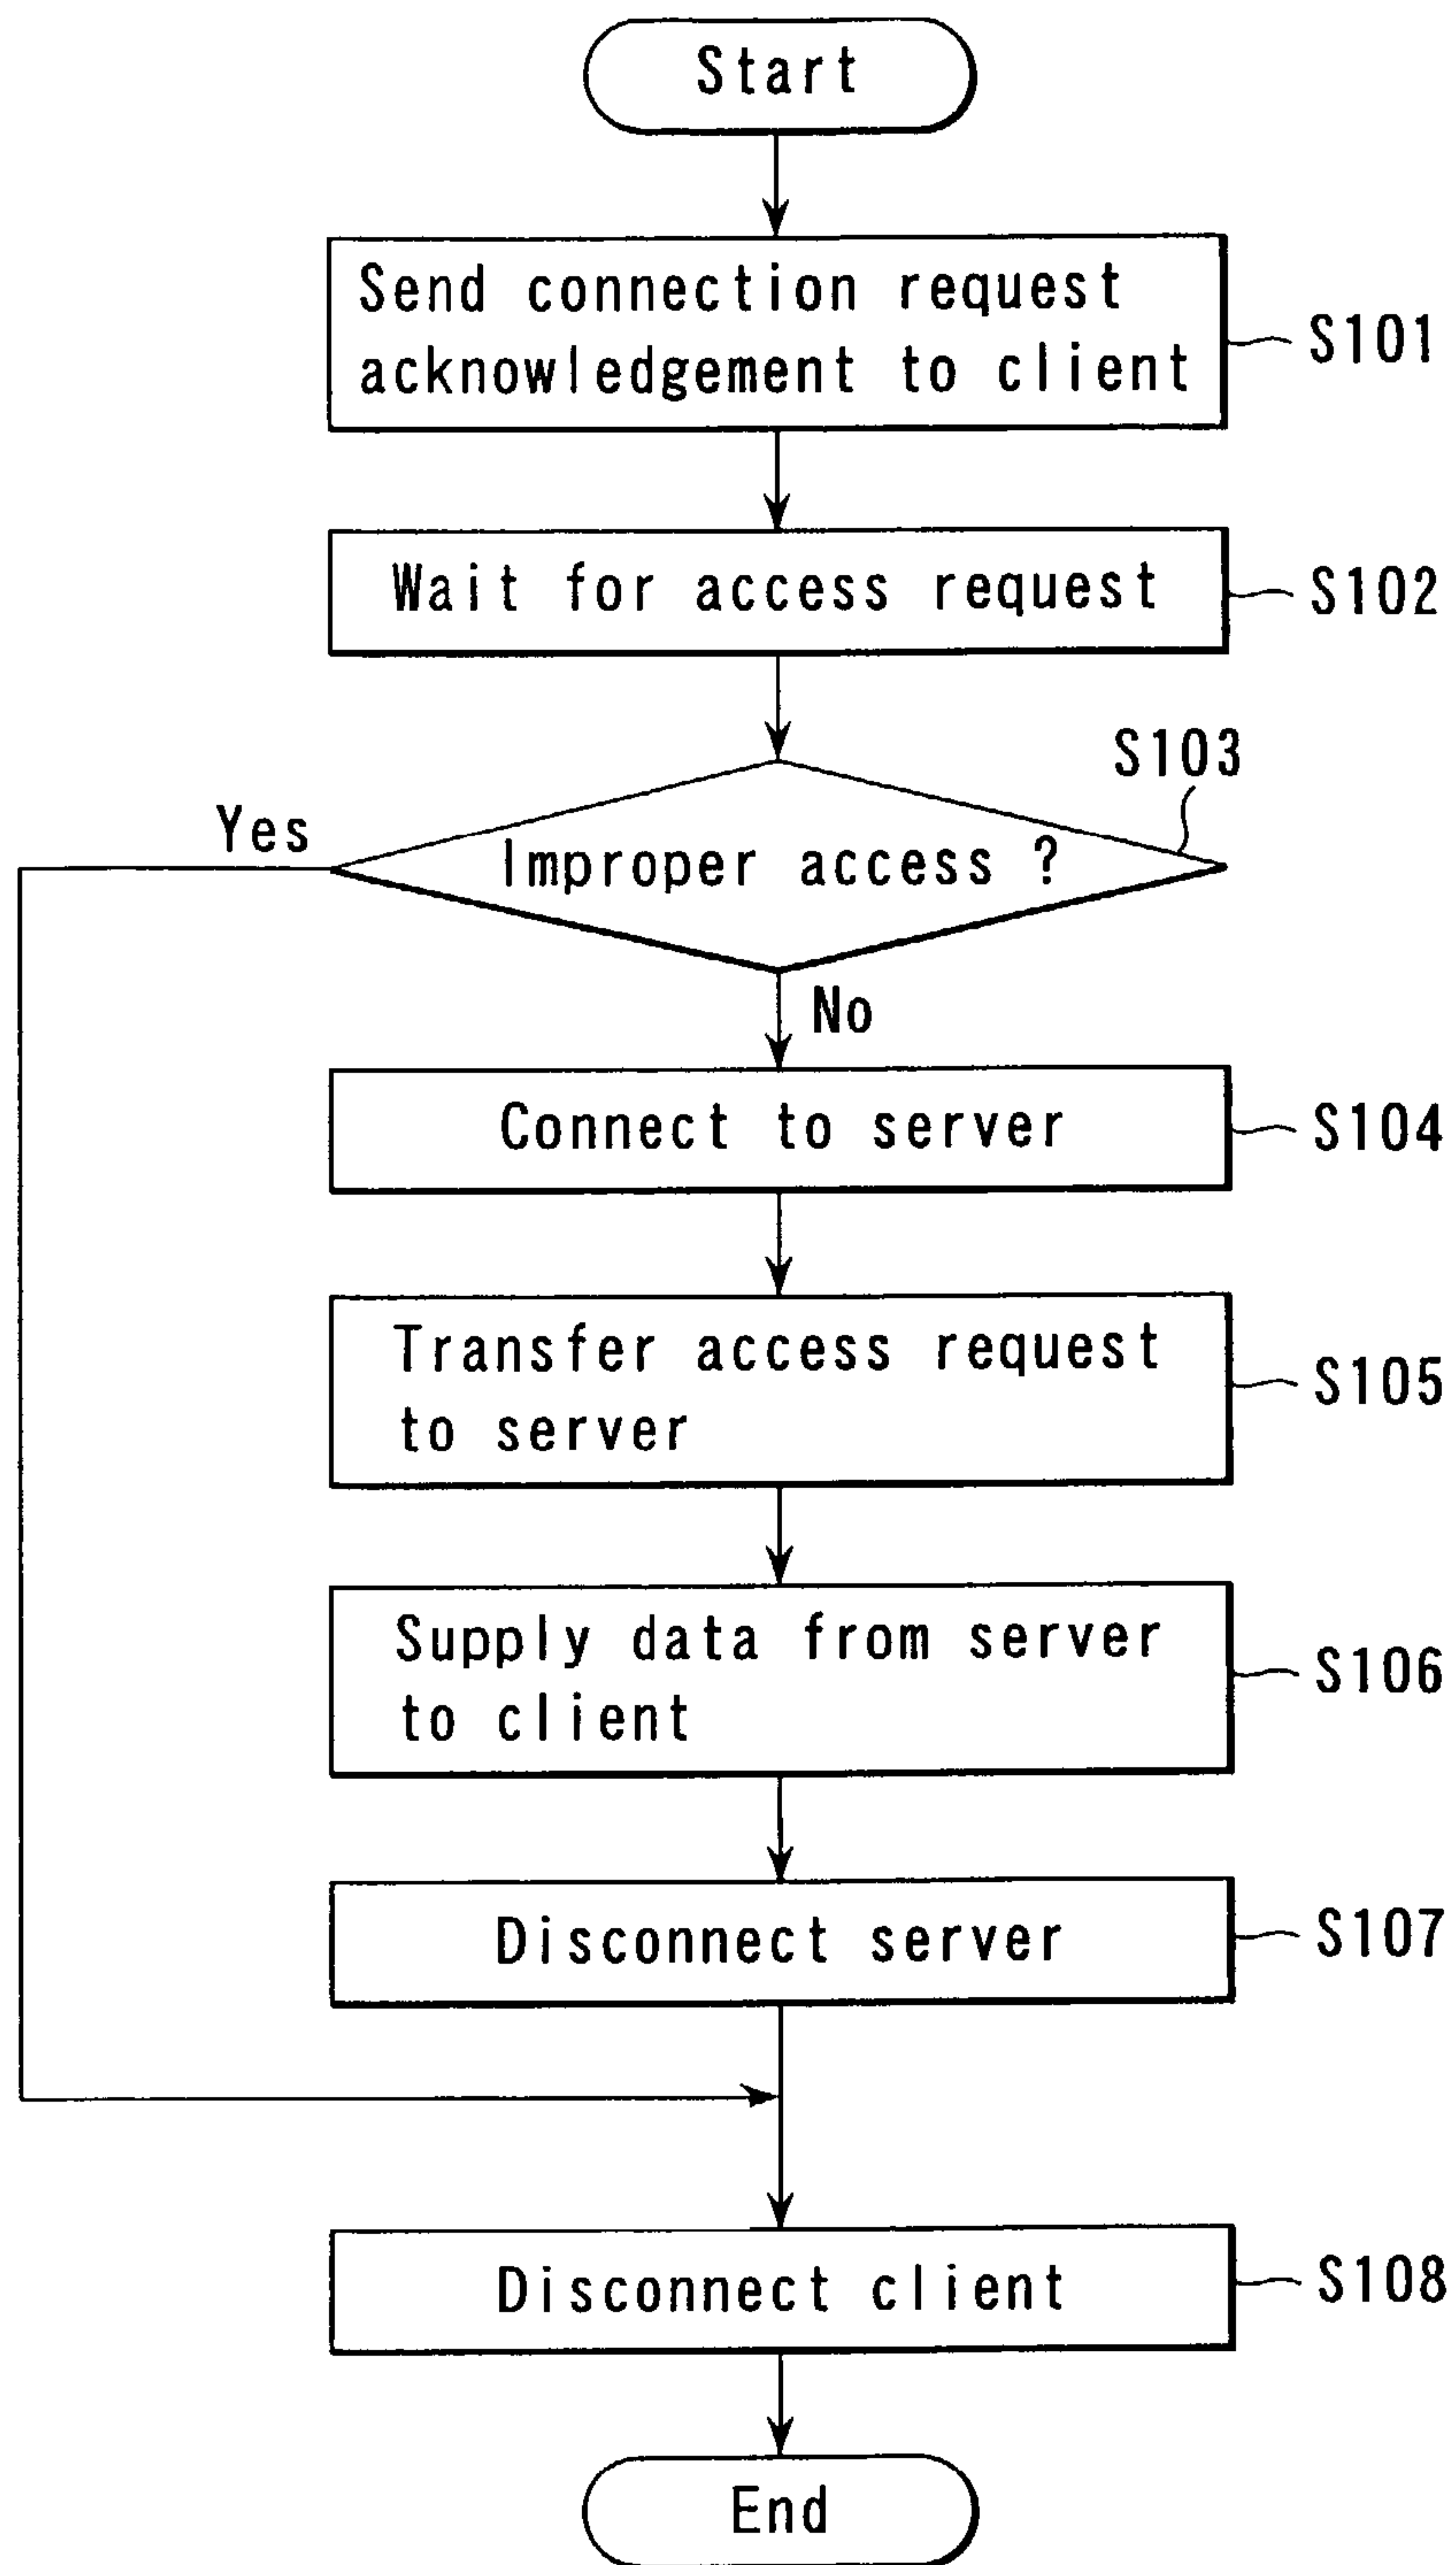 Start
Send connection request
acknowledgement to client
S101
Wait for access request
S102
S103
Yes
Improper access ?
No
Connect to server
S104
Transfer access request
to server
S105
Supply data from server
to client
S106
Disconnect server
S107
Disconnect client
S108
End